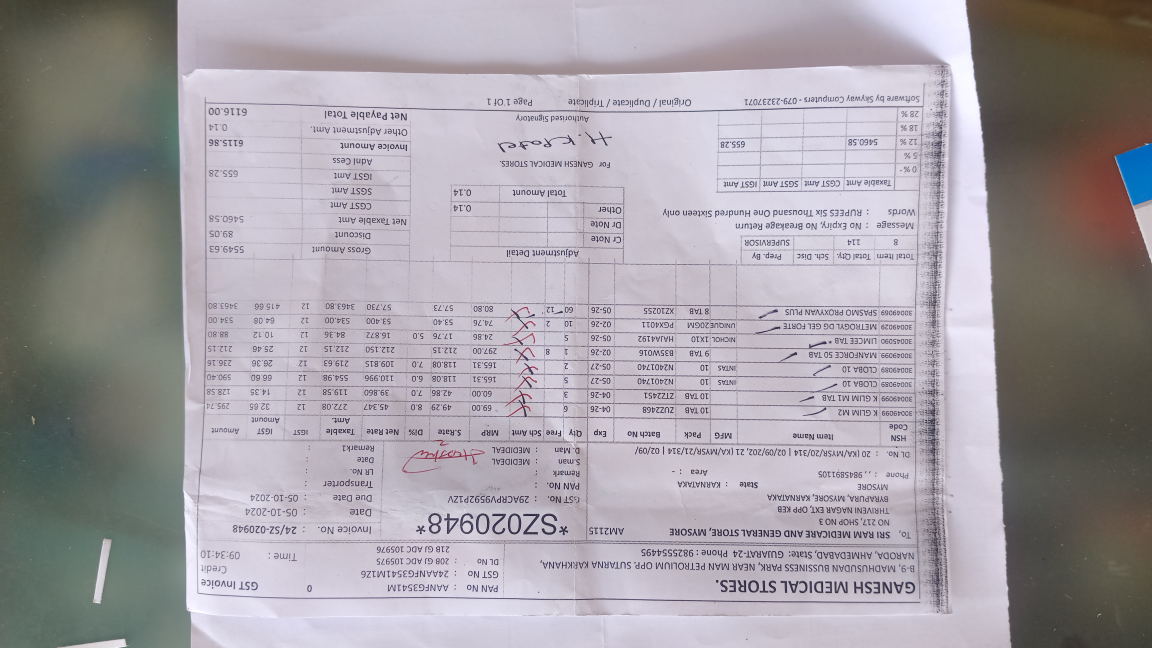 GANESH MEDICAL STORES.
B-9, MADHUSUDAN BUSINESS PARK, NEAR MAN PETROLIUM OPP. SUTARNA KARKHANA,
NARODA, AHMEDABAD, State: GUJARAT-24 Phone : 9825554495
PAN No : AANFG3541M 0 GST Invoice
GST No : 24AANFG3541M1Z6 Credit
DL No : 20B GJ ADC 105975 Time : 09:34:10
21B GJ ADC 105976
To, SRI RAM MEDICARE AND GENERAL STORE, MYSORE AM2115
NO 217, SHOP NO 3
THRIVENI NAGAR EXT, OPP KEB
BYRAPURA, MYSORE, KARNATAKA
MYSORE State : KARNATAKA
Phone : , , 9845891105 Area : -
DL No. : 20 (KA/MYSR/20/314 | 02/09/202, 21 (KA/MYSR/21/314 | 02/09/
*SZ020948*
GST No. : 29ACRPV9592P1ZV
PAN No. :
Remark :
S.man : MEDIDEAL
D. Man : MEDIDEAL
Invoice No. : 24/SZ-020948
Date : 05-10-2024
Due Date : 05-10-2024
Transporter :
LR No. :
Date :
Remark1 :
HSN Code Item Name MFG Pack Batch No Exp Qty Free Sch Amt MRP S.Rate D% Net Rate Taxable Amt. IGST IGST Amount Amount
30049099 K GLIM M2 10 TAB ZUZ2468 04-26 6 69.00 49.29 8.0 45.347 272.08 12 32.65 295.74
30049099 K GLIM M1 TAB 10 TAB ZTZ2451 04-26 3 60.00 42.86 7.0 39.860 119.58 12 14.35 128.58
30049069 CLOBA 10 INTAS 10 N2401740 05-27 5 165.31 118.08 6.0 110.996 554.98 12 66.60 590.40
30049069 CLOBA 10 INTAS 10 N2401740 05-27 2 165.31 118.08 7.0 109.815 219.63 12 26.36 236.16
30049099 MANFORCE 50 TAB 9 TAB B35W0316 02-26 1 8 297.00 212.15 212.150 212.15 12 25.46 212.15
30045090 LIMCEE TAB NICHOL 1X10 HAJ44192 5 24.86 17.76 5.0 16.872 84.36 12 10.12 88.80
30049029 METROGYL DG GEL FORTE UNIQUE 20GM PGX4011 02-26 10 2 74.76 53.40 53.400 534.00 12 64.08 534.00
30049069 SPASMO PROXYVAN PLUS 8 TAB XZ10255 05-26 60 12 80.80 57.73 57.730 3463.80 12 415.66 3463.80
Total Item Total Qty. Sch. Disc Prep. By
8 114 SUPERVISOR
Message : No Expiry, No Breakage Return
Words : RUPEES Six Thousand One Hundred Sixteen only
Taxable Amt CGST Amt SGST Amt IGST Amt
0 % -
5 %
12 % 5460.58 655.28
18 %
28 %
Adjustment Detail
Cr Note
Dr Note
Other 0.14
Total Amount 0.14
For GANESH MEDICAL STORES.
H. K. Patel
Authorised Signatory
Gross Amount 5549.63
Discount 89.05
Net Taxable Amt 5460.58
CGST Amt
SGST Amt
IGST Amt 655.28
Adnl Cess
Invoice Amount 6115.86
Other Adjustment Amt. 0.14
Net Payable Total 6116.00
Software by Skyway Computers - 079-23237071 Original / Duplicate / Triplicate Page 1 Of 1